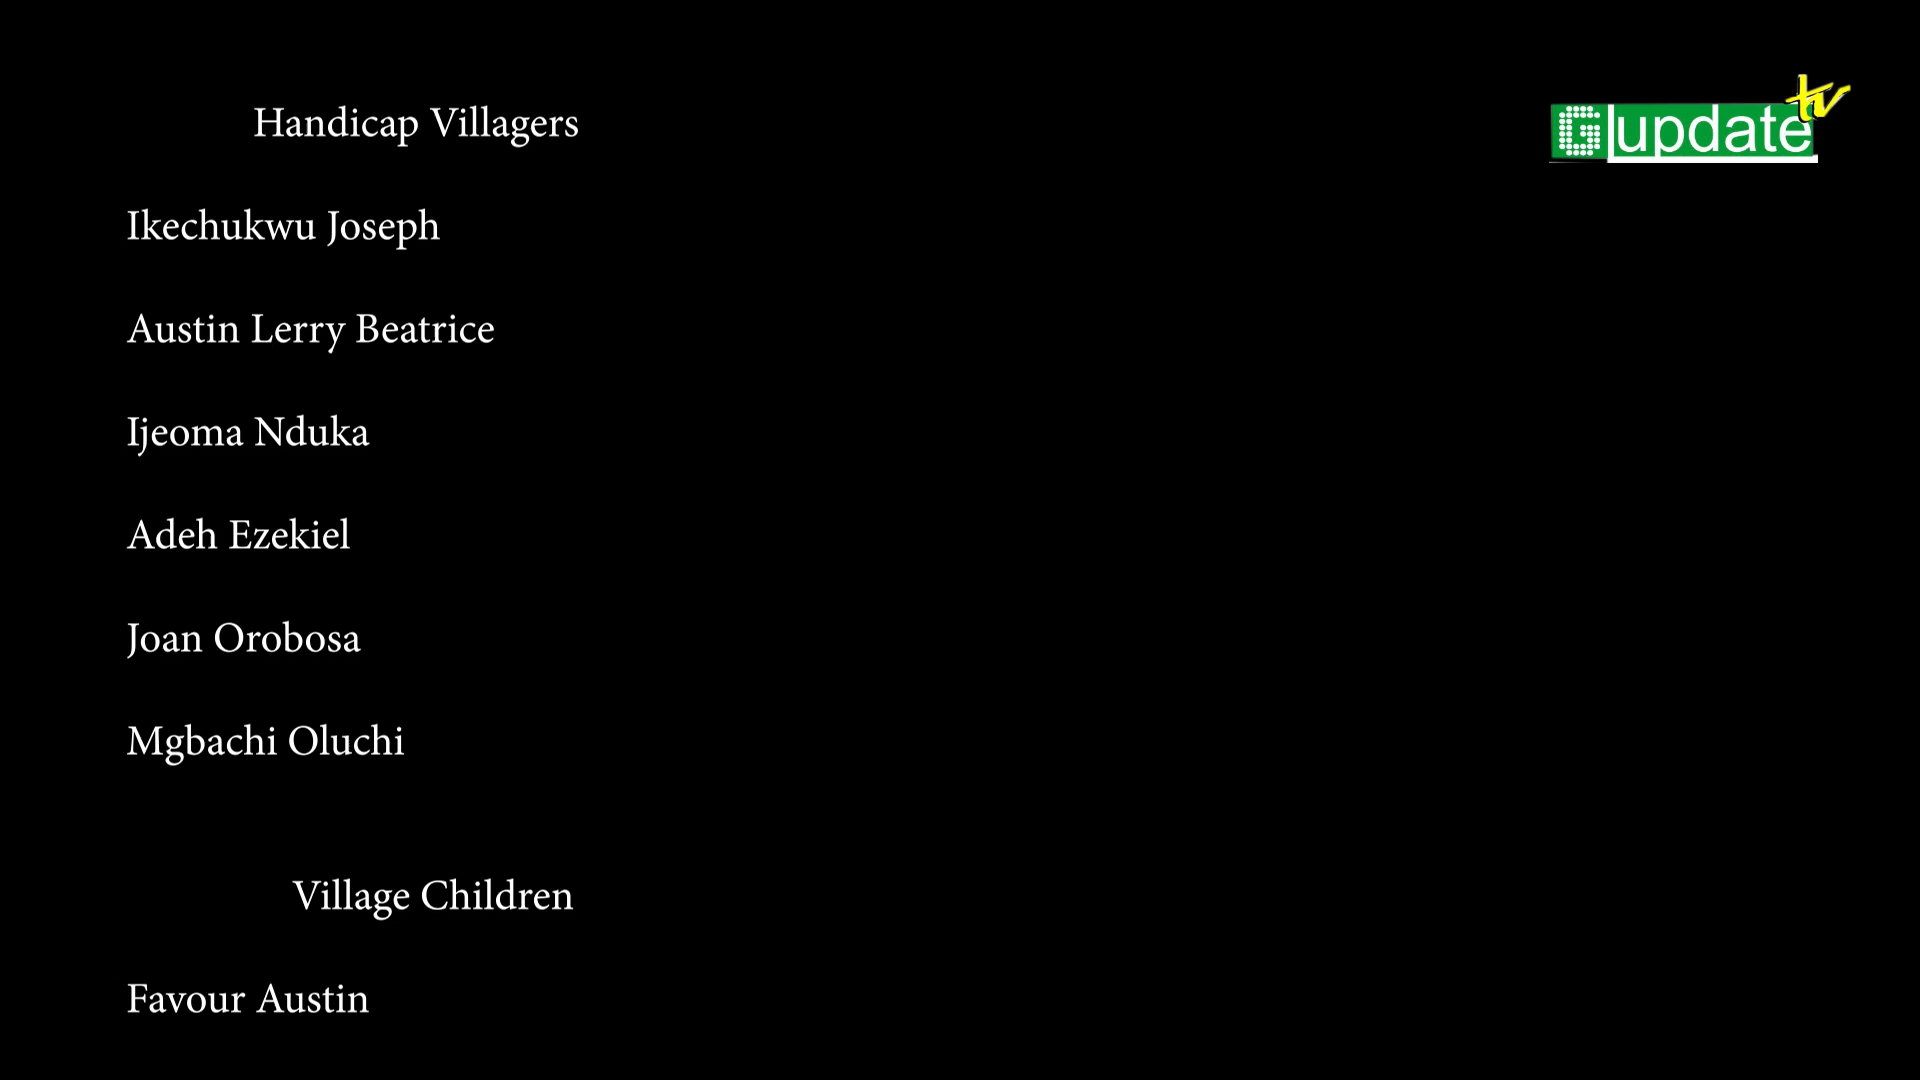 Handicap Villagers
G update tv
Ikechukwu Joseph
Austin Lerry Beatrice
Ijeoma Nduka
Adeh Ezekiel
Joan Orobosa
Mgbachi Oluchi
Village Children
Favour Austin